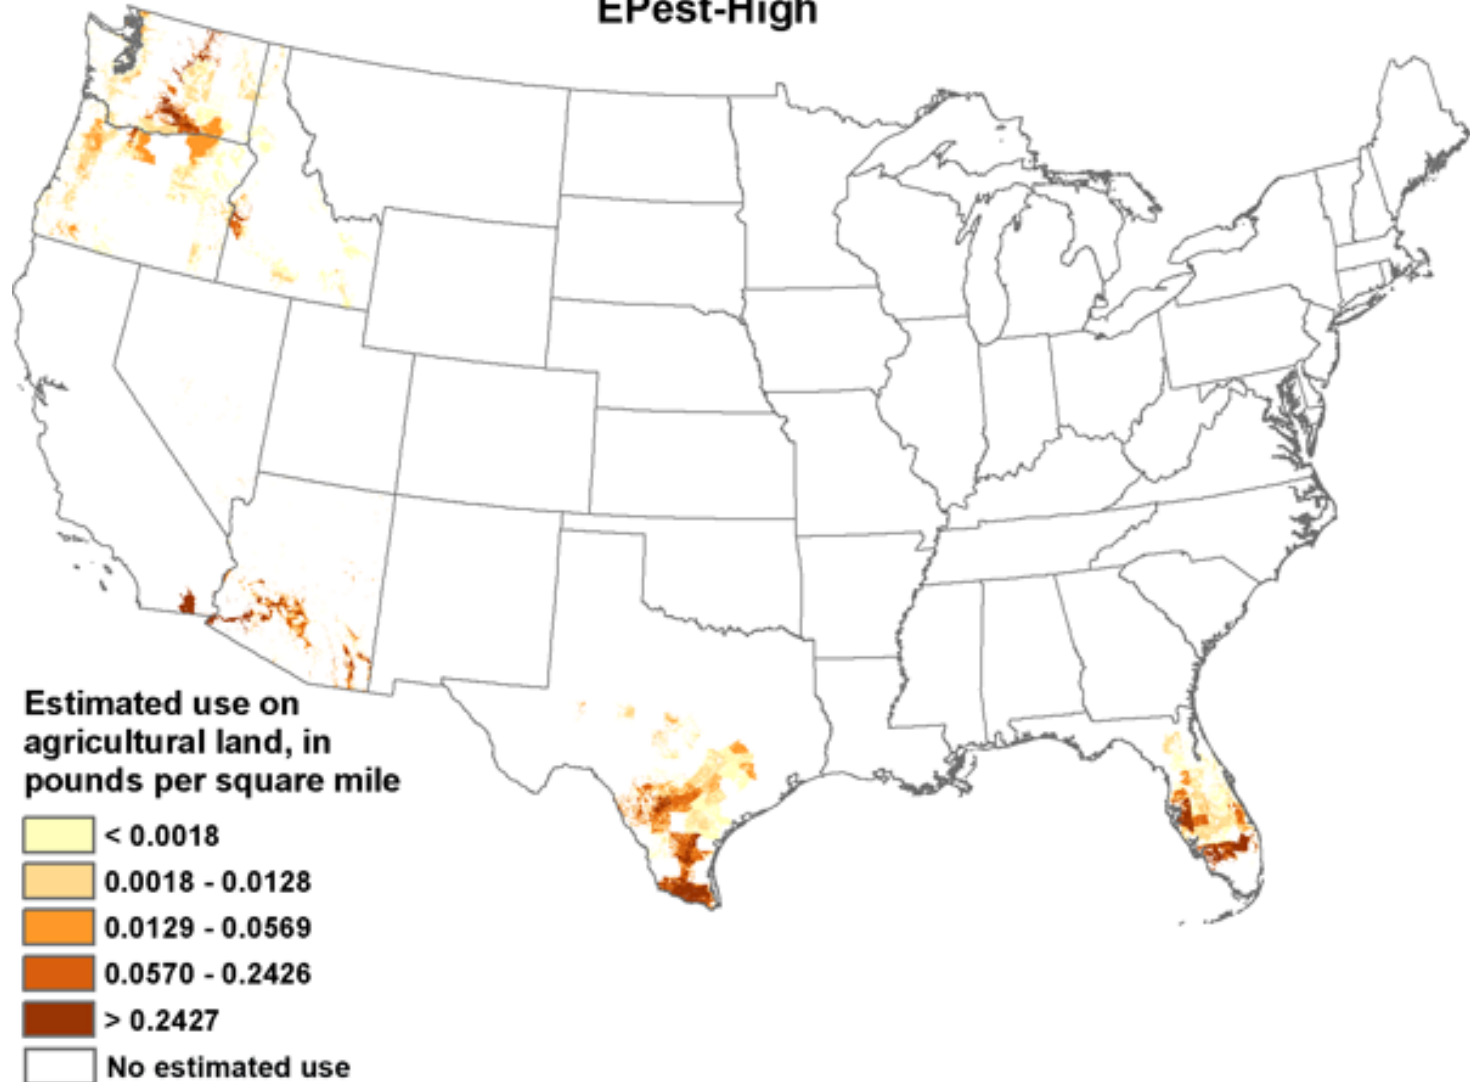 EPest-High
Estimated use on
agricultural land, in
pounds per square mile
< 0.0018
0.0018 - 0.0128
0.0129 - 0.0569
0.0570 - 0.2426
> 0.2427
No estimated use